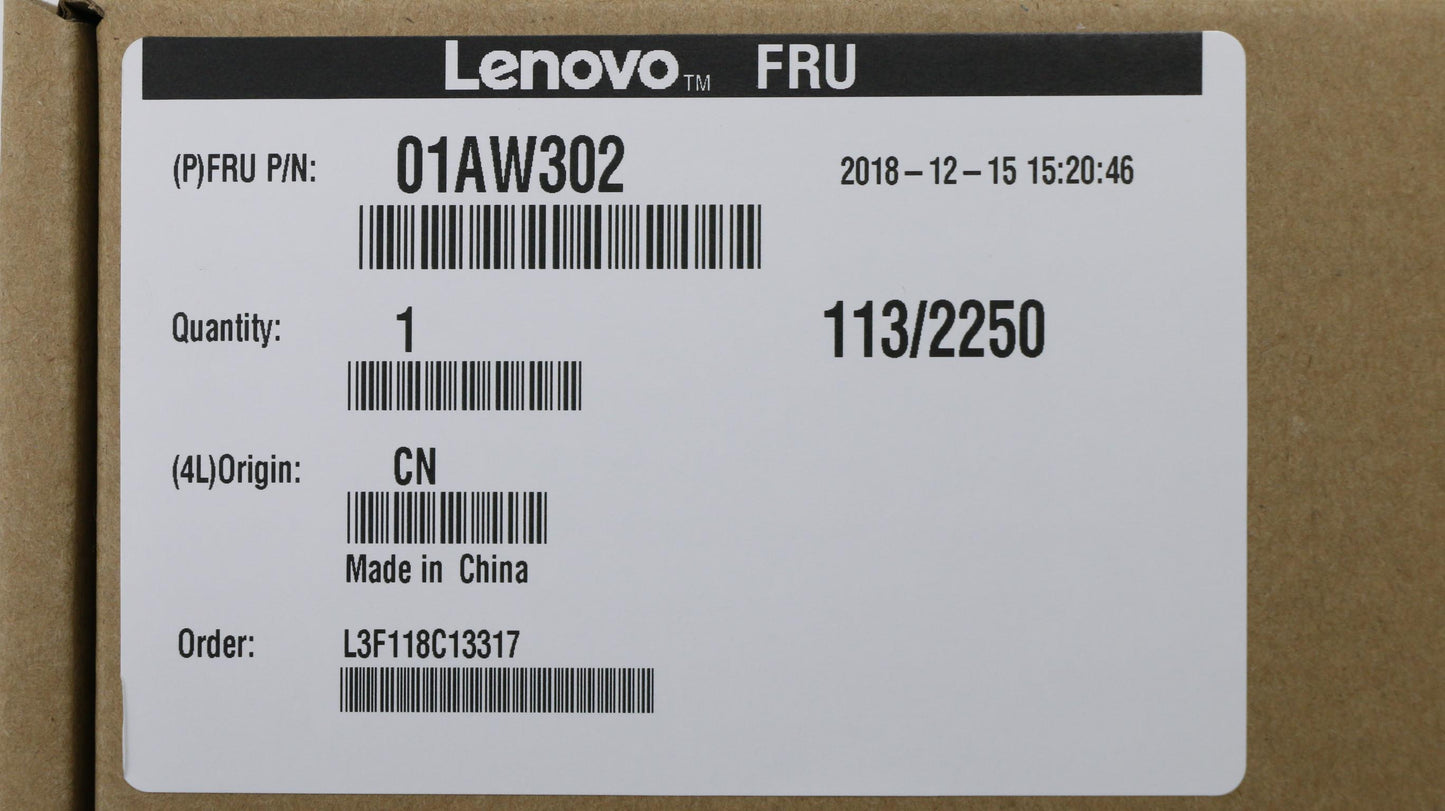 Lenovo™ FRU
(P)FRU P/N: 01AW302 2018-12-15 15:20:46
Quantity: 1 113/2250
(4L)Origin: CN
Made in China
Order: L3F118C13317